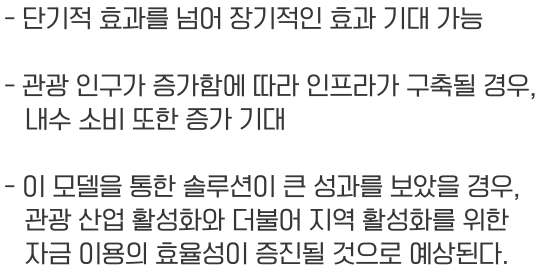 - 단기적 효과를 넘어 장기적인 효과 기대 가능
- 관광 인구가 증가함에 따라 인프라가 구축될 경우,
내수 소비 또한 증가 기대
- 이 모델을 통한 솔루션이 큰 성과를 보았을 경우,
관광 산업 활성화와 더불어 지역 활성화를 위한
자금 이용의 효율성이 증진될 것으로 예상된다.